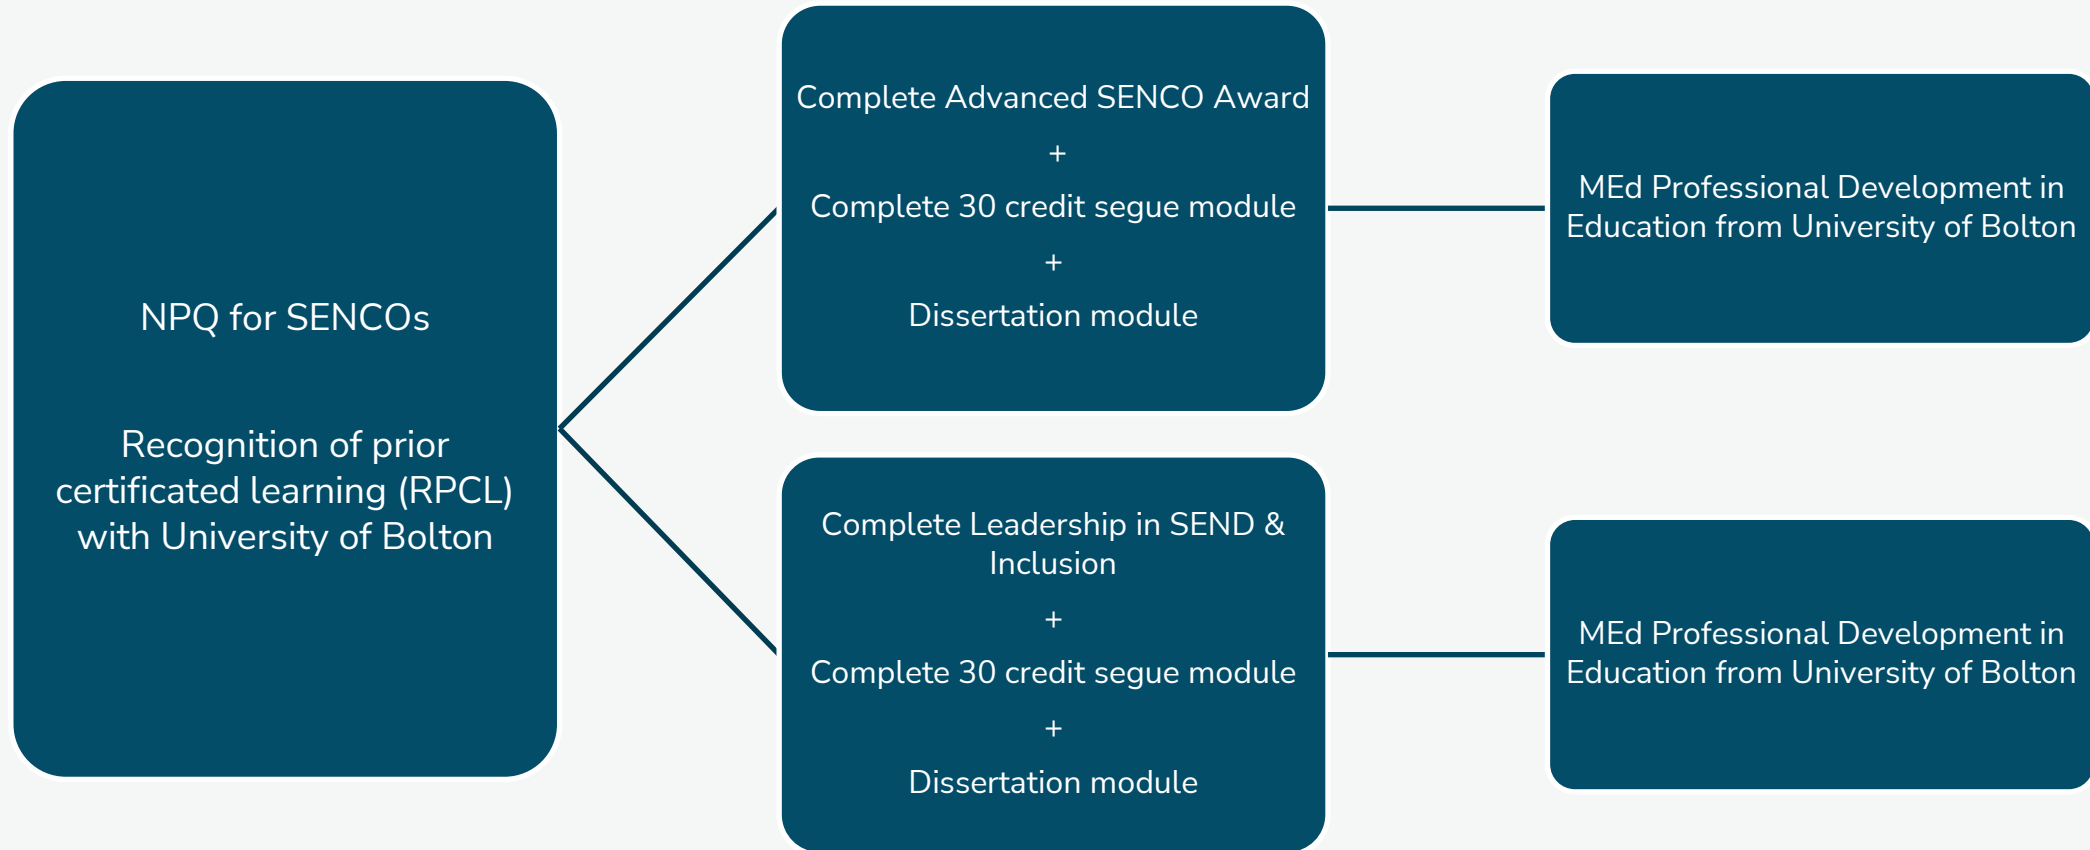 NPQ for SENCOs
Recognition of prior
certificated learning (RPCL)
with University of Bolton
Complete Advanced SENCO Award
+
Complete 30 credit segue module
+
Dissertation module
MEd Professional Development in
Education from University of Bolton
Complete Leadership in SEND &
Inclusion
+
Complete 30 credit segue module
+
Dissertation module
MEd Professional Development in
Education from University of Bolton